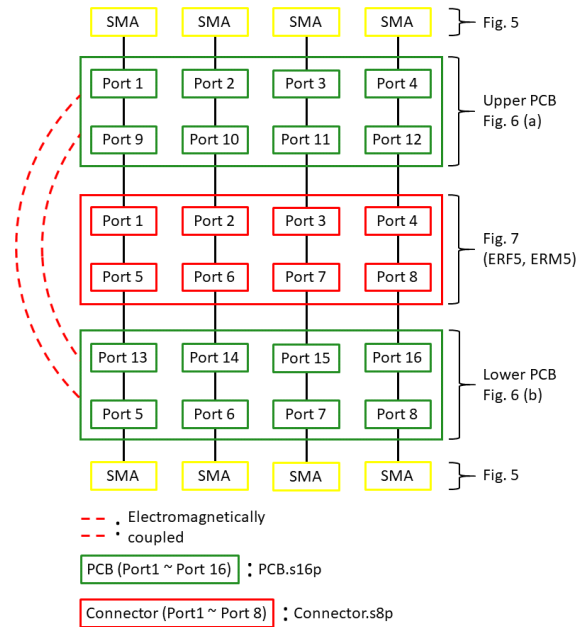 SMA SMA SMA SMA Fig. 5
Port 1 Port 2 Port 3 Port 4
Upper PCB
Fig. 6 (a)
Port 9 Port 10 Port 11 Port 12
Port 1 Port 2 Port 3 Port 4
Fig. 7
(ERF5, ERM5)
Port 5 Port 6 Port 7 Port 8
Port 13 Port 14 Port 15 Port 16
Lower PCB
Fig. 6 (b)
Port 5 Port 6 Port 7 Port 8
SMA SMA SMA SMA Fig. 5
: Electromagnetically
coupled
PCB (Port1 ~ Port 16) : PCB.s16p
Connector (Port1 ~ Port 8) : Connector.s8p